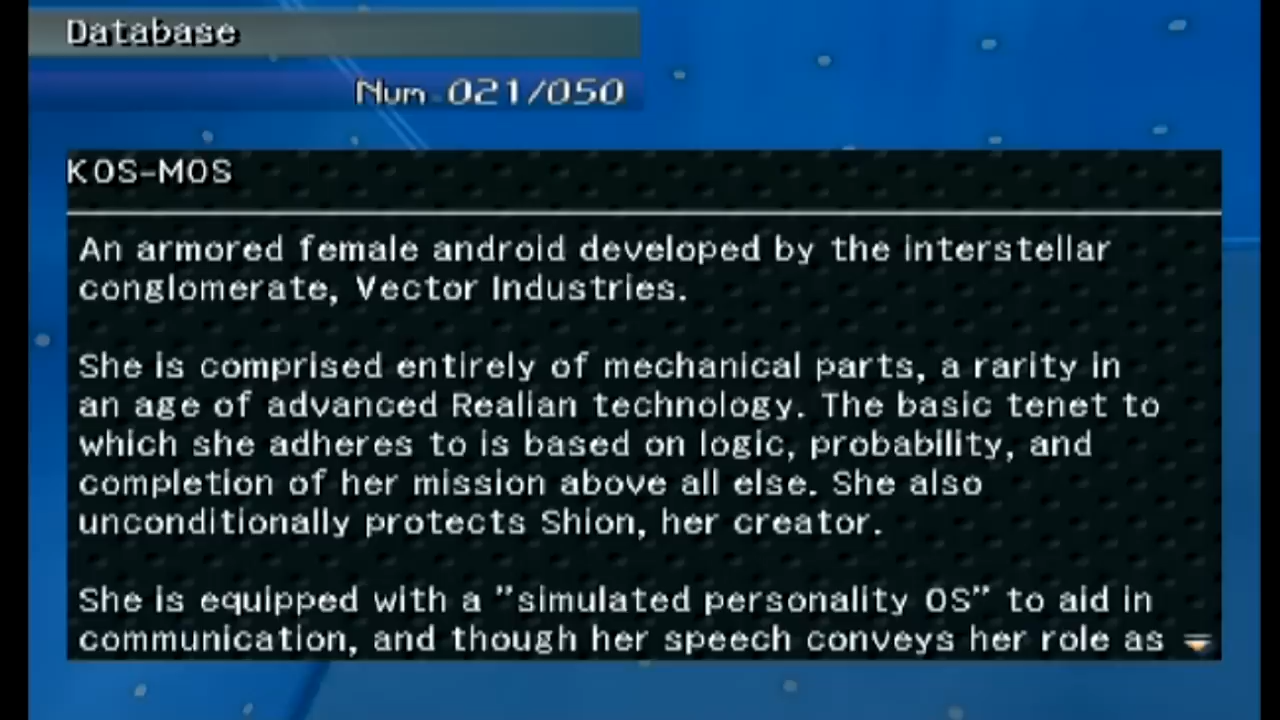 Database
Num 021/050
KOS-MOS
An armored female android developed by the interstellar
conglomerate, Vector Industries.
She is comprised entirely of mechanical parts, a rarity in
an age of advanced Realian technology. The basic tenet to
which she adheres to is based on logic, probability, and
completion of her mission above all else. She also
unconditionally protects Shion, her creator.
She is equipped with a "simulated personality OS" to aid in
communication, and though her speech conveys her role as